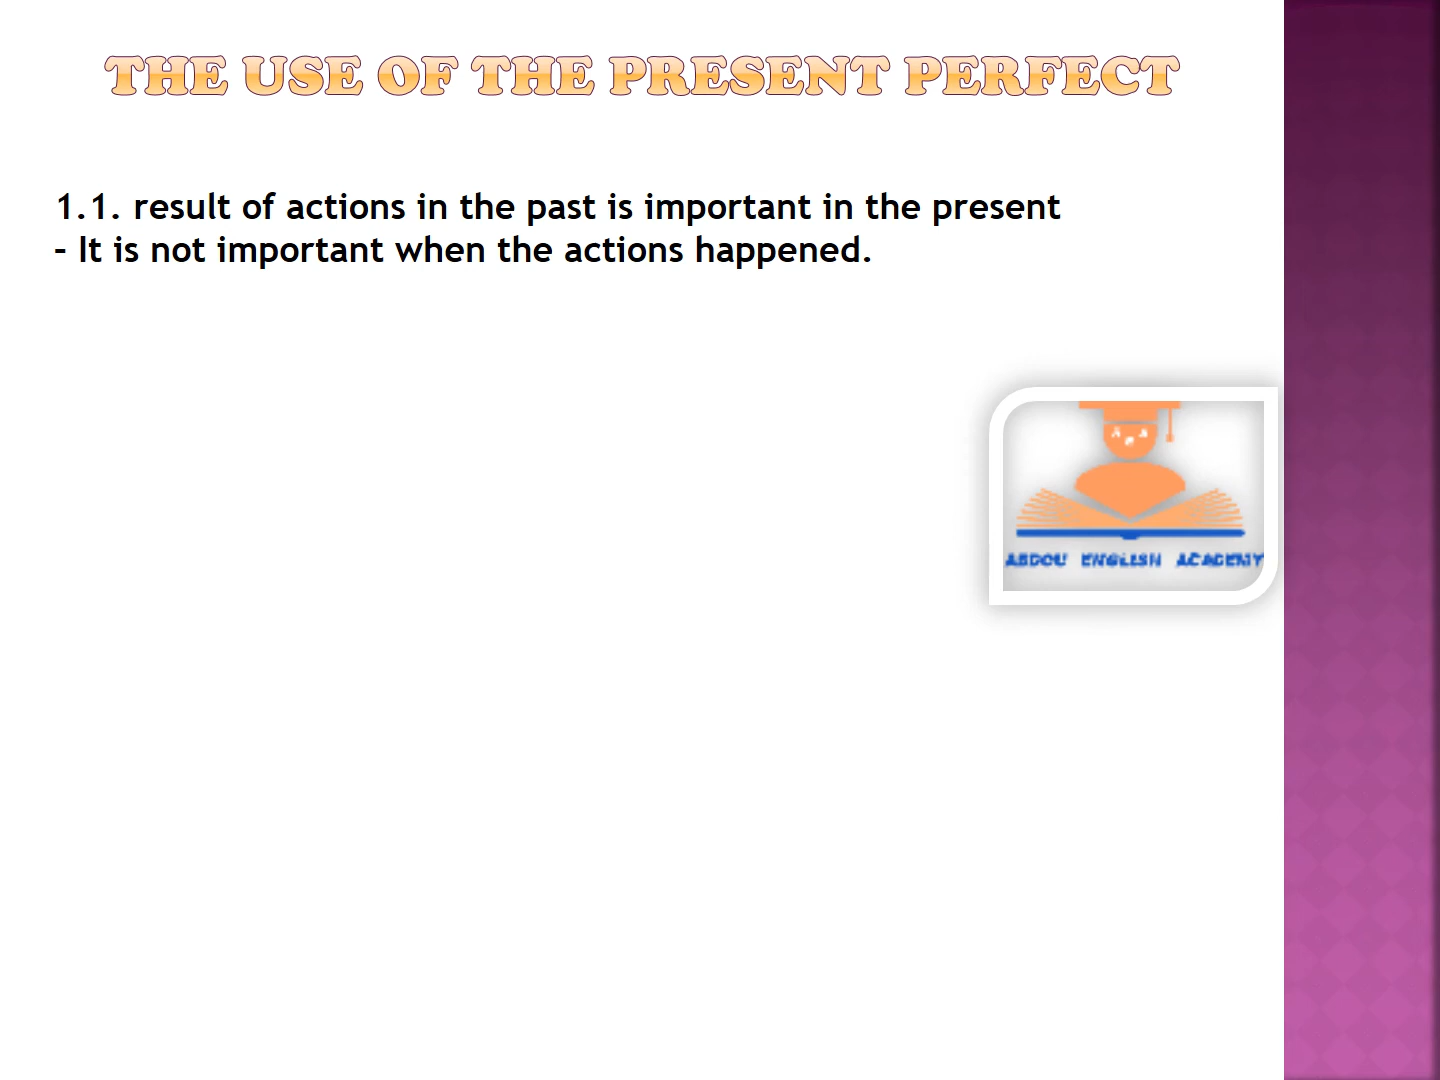 THE USE OF THE PRESENT PERFECT
1.1. result of actions in the past is important in the present
– It is not important when the actions happened.
ABDOU ENGLISH ACADEMY